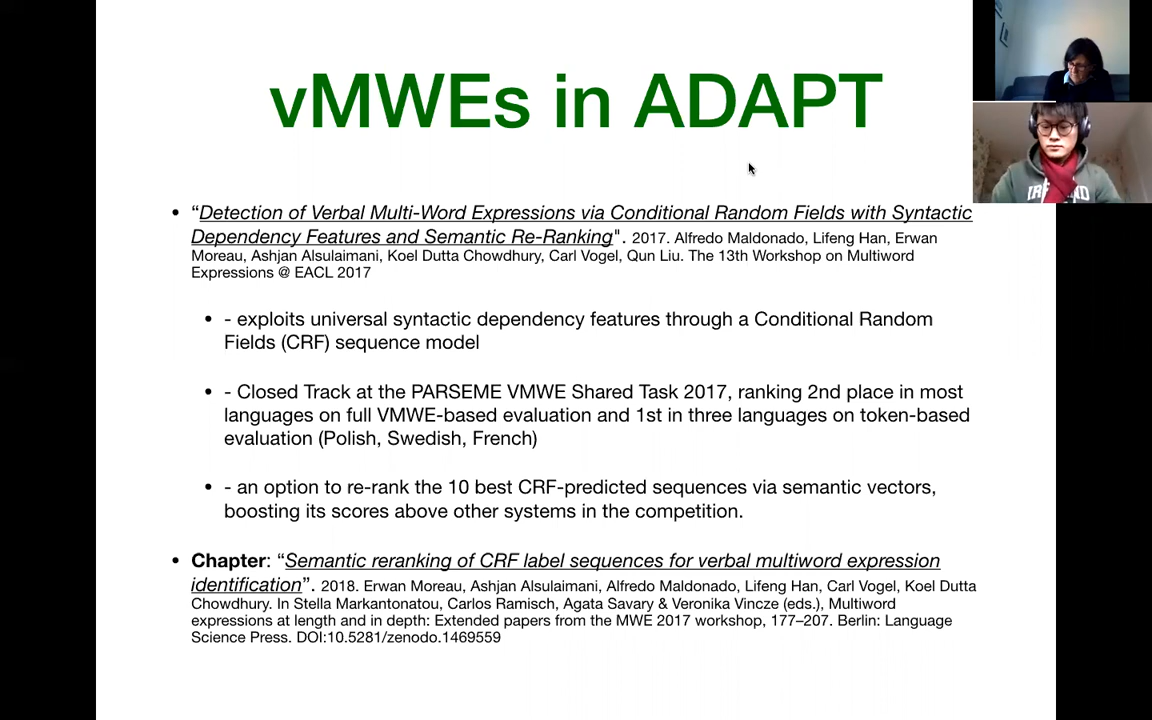 vMWEs in ADAPT
• “Detection of Verbal Multi-Word Expressions via Conditional Random Fields with Syntactic
Dependency Features and Semantic Re-Ranking". 2017. Alfredo Maldonado, Lifeng Han, Erwan
Moreau, Ashjan Alsulaimani, Koel Dutta Chowdhury, Carl Vogel, Qun Liu. The 13th Workshop on Multiword
Expressions @ EACL 2017
• - exploits universal syntactic dependency features through a Conditional Random
Fields (CRF) sequence model
• - Closed Track at the PARSEME VMWE Shared Task 2017, ranking 2nd place in most
languages on full VMWE-based evaluation and 1st in three languages on token-based
evaluation (Polish, Swedish, French)
• - an option to re-rank the 10 best CRF-predicted sequences via semantic vectors,
boosting its scores above other systems in the competition.
• Chapter: “Semantic reranking of CRF label sequences for verbal multiword expression
identification”. 2018. Erwan Moreau, Ashjan Alsulaimani, Alfredo Maldonado, Lifeng Han, Carl Vogel, Koel Dutta
Chowdhury. In Stella Markantonatou, Carlos Ramisch, Agata Savary & Veronika Vincze (eds.), Multiword
expressions at length and in depth: Extended papers from the MWE 2017 workshop, 177–207. Berlin: Language
Science Press. DOI:10.5281/zenodo.1469559